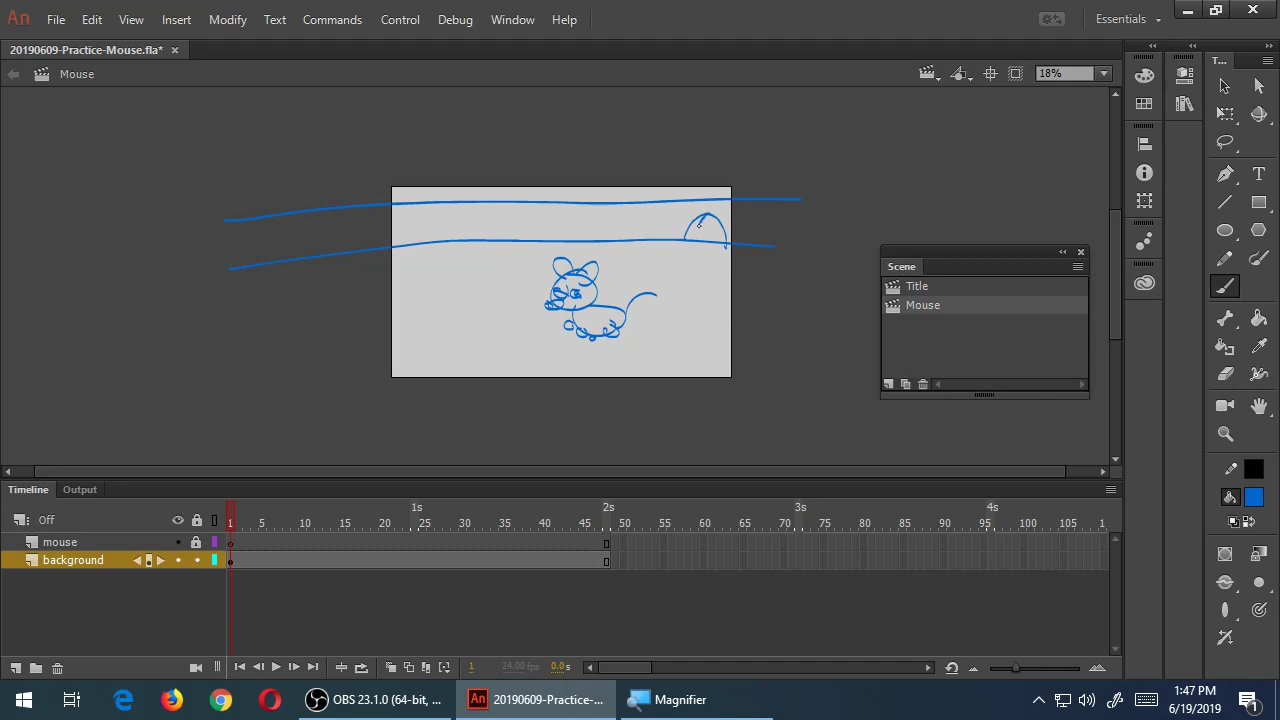 An File Edit View Insert Modify Text Commands Control Debug Window Help Essentials
20190609-Practice-Mouse.fla* ×
Mouse 18% T...
Scene
Title
Mouse
Timeline Output
1s 2s 3s 4s
Off 1 5 10 15 20 25 30 35 40 45 50 55 60 65 70 75 80 85 90 95 100 105 1
mouse
background
1 24.00 fps 0.0 s
OBS 23.1.0 (64-bit, ... An 20190609-Practice-... Magnifier
1:47 PM
6/19/2019 1